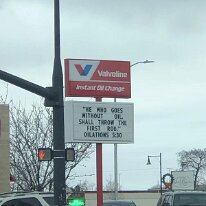 Valvoline
Instant Oil Change
"HE WHO GOES
WITHOUT OIL,
SHALL THROW THE
FIRST ROD."
OILATIONS 5:30